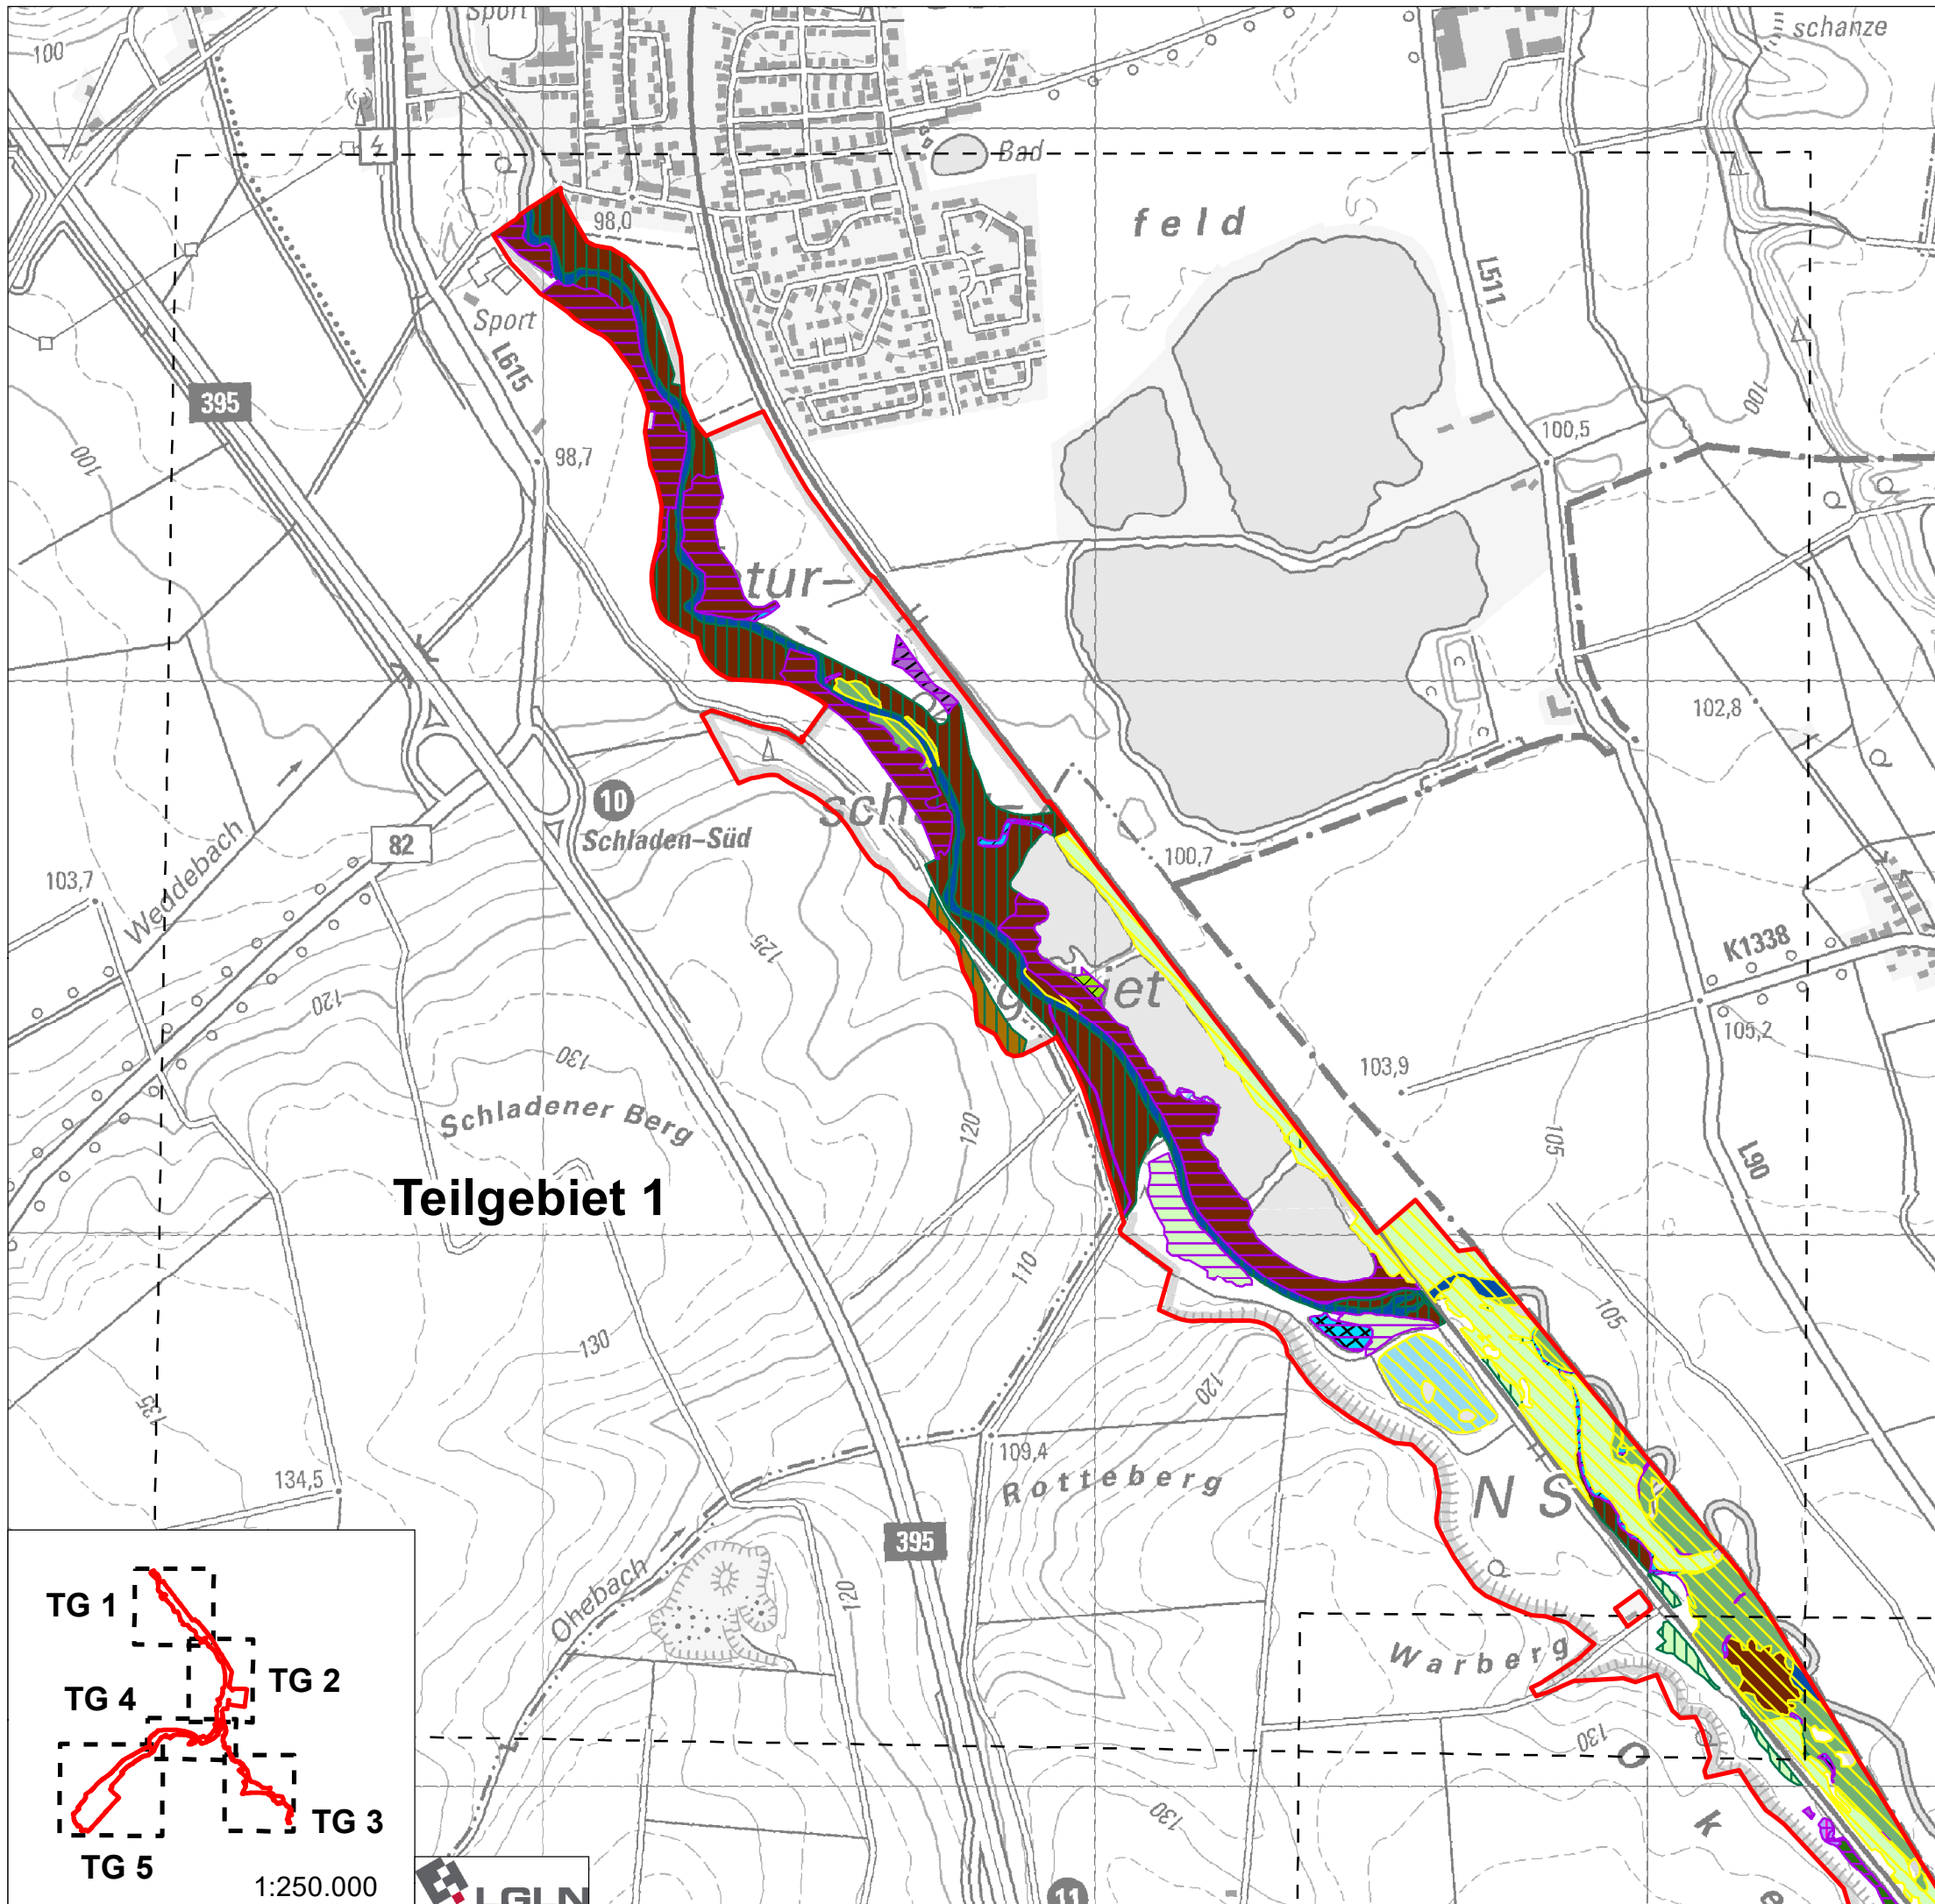 Sport
schanze
100
Bad
98,0
feld
Sport
L615
L511
395
100
100
98,7
100,5
tur–
102,8
10
Schladen–Süd
82
100,7
103,7
Weddebach
125
K1338
120
105,2
130
103,9
Schladener Berg
120
105
L90
Teilgebiet 1
110
105
130
120
135
109,4
134,5
Rotteberg
N S
395
Ohebach
120
Warberg
130
O
k
e
130
11
TG 1
TG 2
TG 4
TG 3
TG 5
1:250.000
LGLN